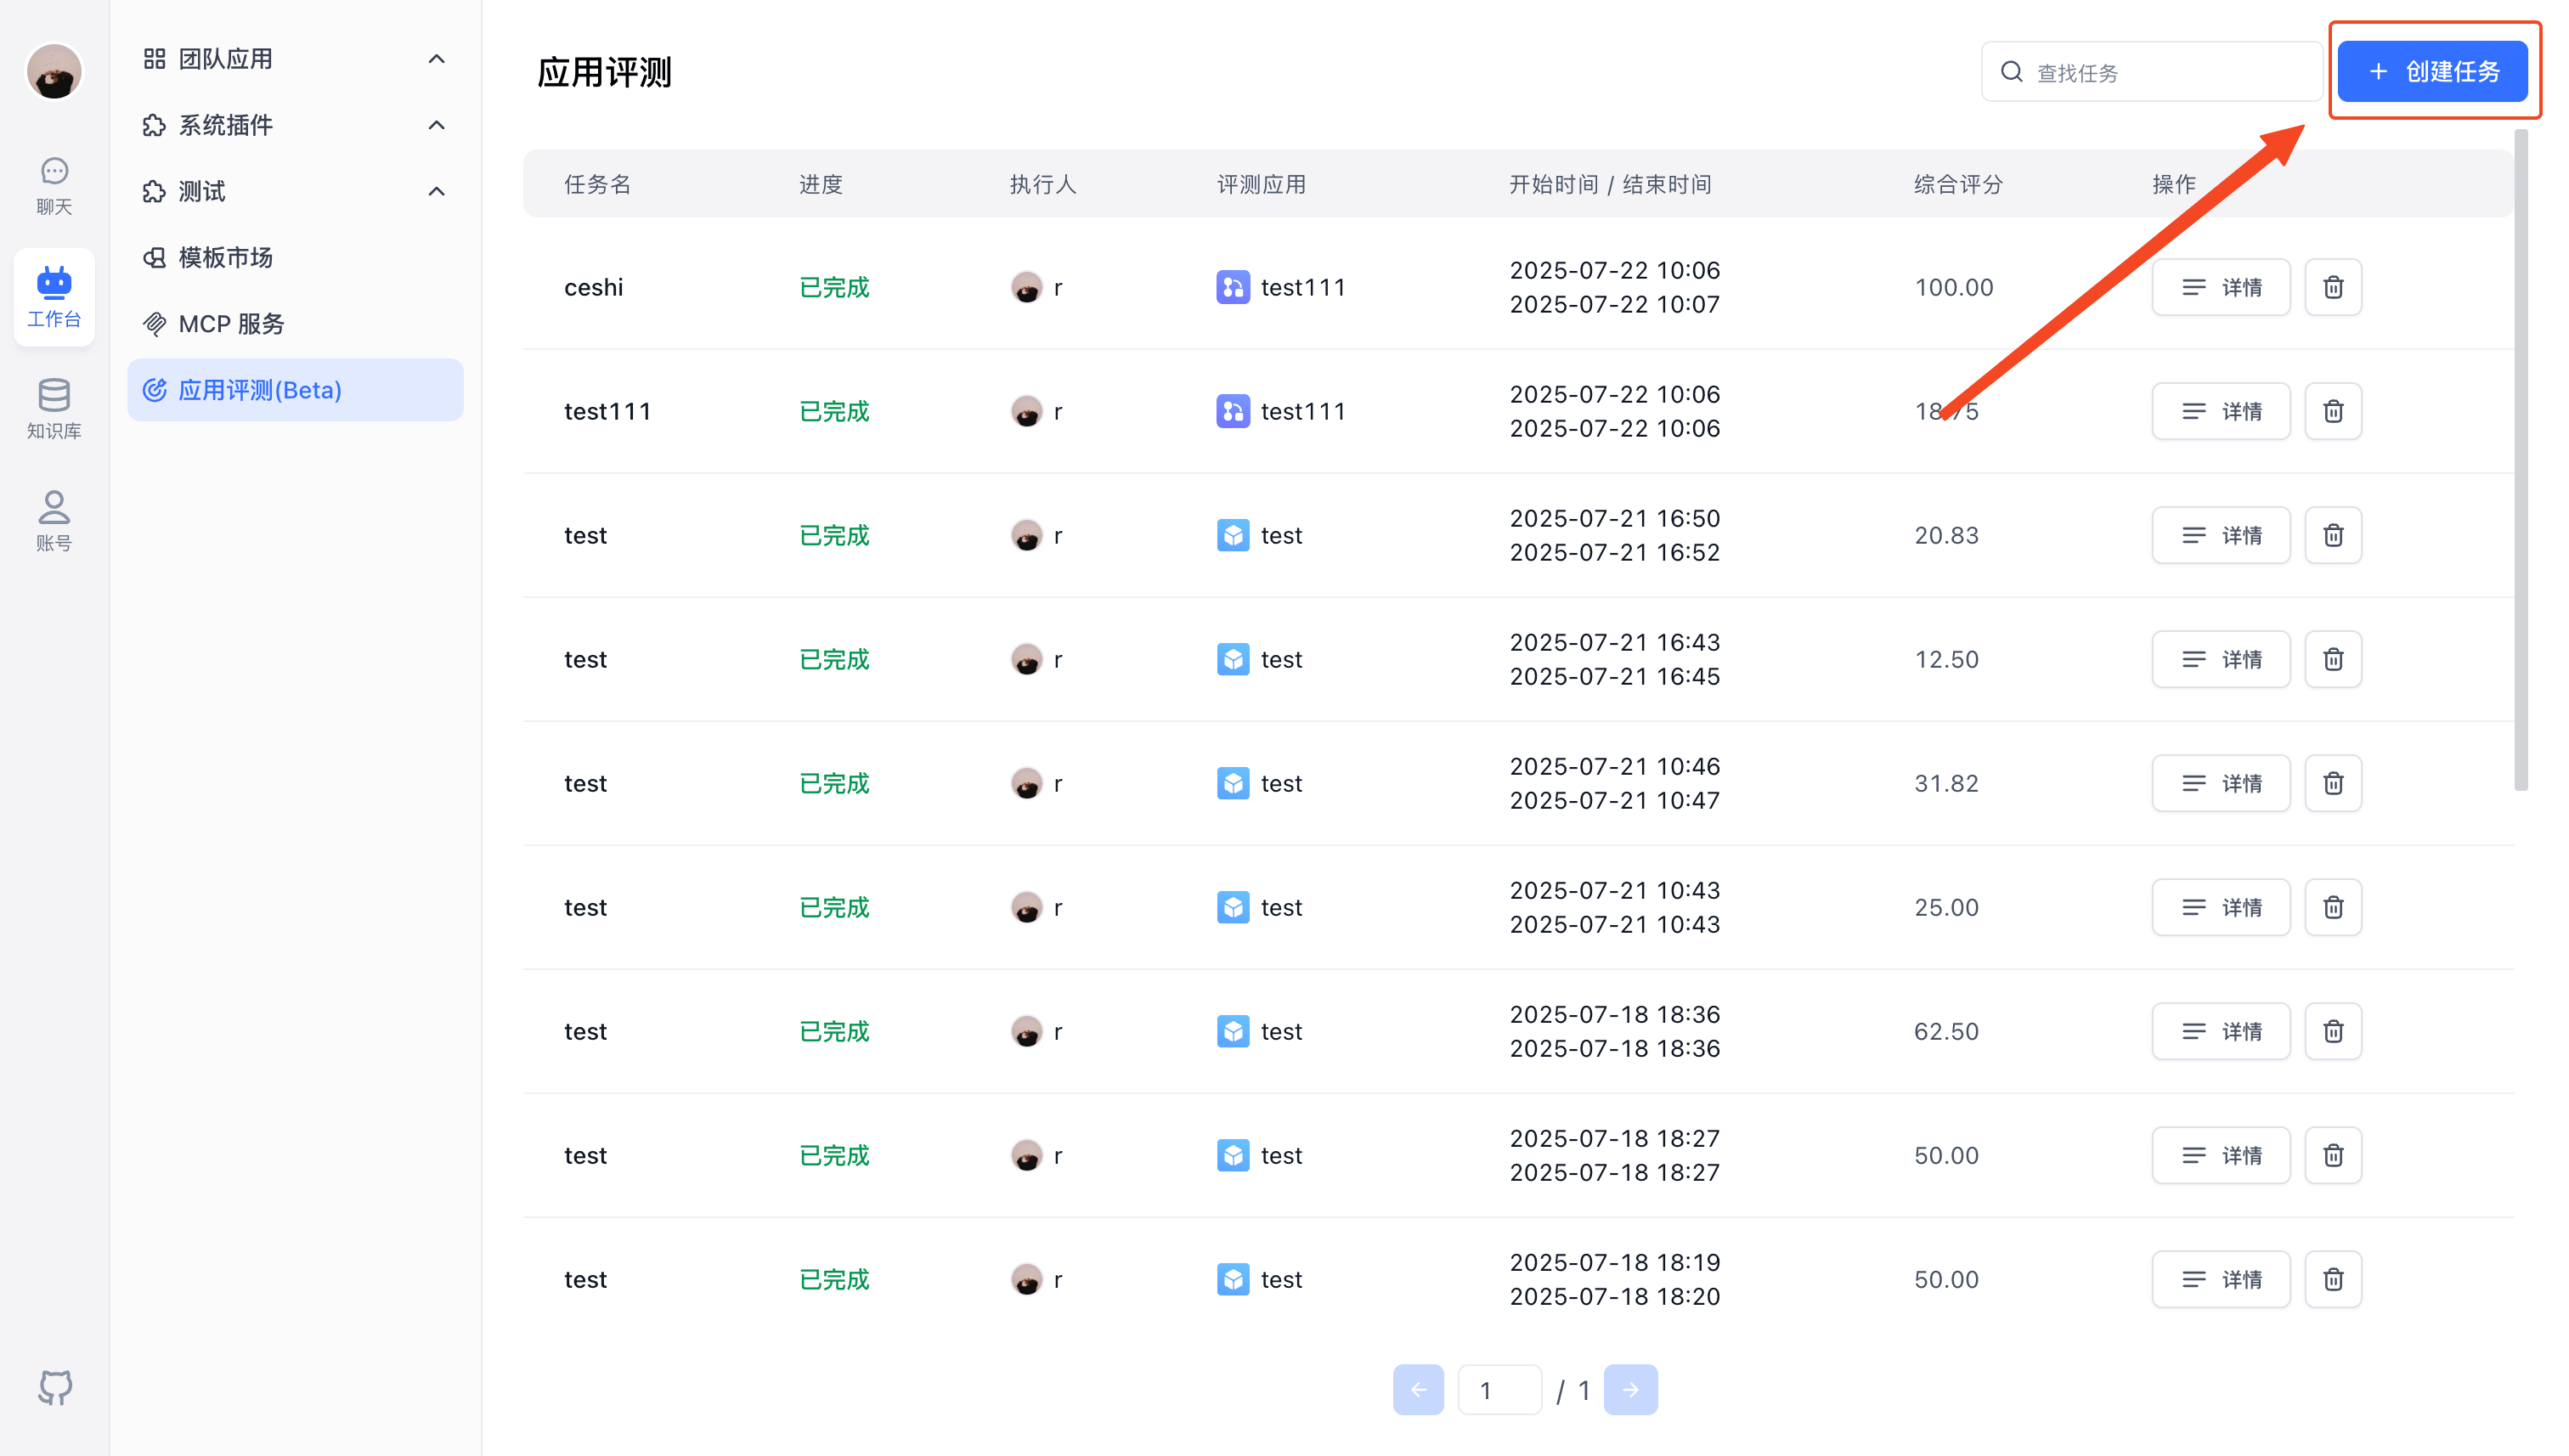 聊天
工作台
知识库
账号
团队应用
系统插件
测试
模板市场
MCP 服务
应用评测(Beta)
应用评测
查找任务
创建任务
任务名 进度 执行人 评测应用 开始时间 / 结束时间 综合评分 操作
ceshi 已完成 r test111 2025-07-22 10:06 100.00 详情
2025-07-22 10:07
test111 已完成 r test111 2025-07-22 10:06 18.75 详情
2025-07-22 10:06
test 已完成 r test 2025-07-21 16:50 20.83 详情
2025-07-21 16:52
test 已完成 r test 2025-07-21 16:43 12.50 详情
2025-07-21 16:45
test 已完成 r test 2025-07-21 10:46 31.82 详情
2025-07-21 10:47
test 已完成 r test 2025-07-21 10:43 25.00 详情
2025-07-21 10:43
test 已完成 r test 2025-07-18 18:36 62.50 详情
2025-07-18 18:36
test 已完成 r test 2025-07-18 18:27 50.00 详情
2025-07-18 18:27
test 已完成 r test 2025-07-18 18:19 50.00 详情
2025-07-18 18:20
1 / 1